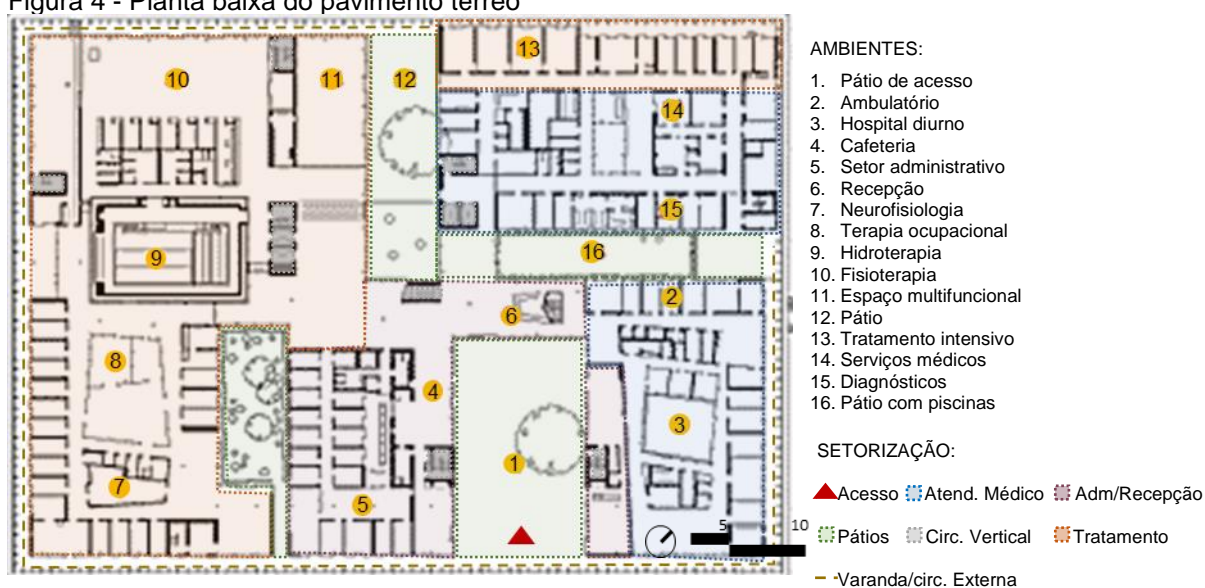 Figura 4 - Planta baixa do pavimento térreo
10
11
12
13
14
15
9
16
2
6
8
4
3
1
7
5
5
10
AMBIENTES:
1. Pátio de acesso
2. Ambulatório
3. Hospital diurno
4. Cafeteria
5. Setor administrativo
6. Recepção
7. Neurofisiologia
8. Terapia ocupacional
9. Hidroterapia
10. Fisioterapia
11. Espaço multifuncional
12. Pátio
13. Tratamento intensivo
14. Serviços médicos
15. Diagnósticos
16. Pátio com piscinas
SETORIZAÇÃO:
Acesso Atend. Médico Adm/Recepção
Pátios Circ. Vertical Tratamento
Varanda/circ. Externa